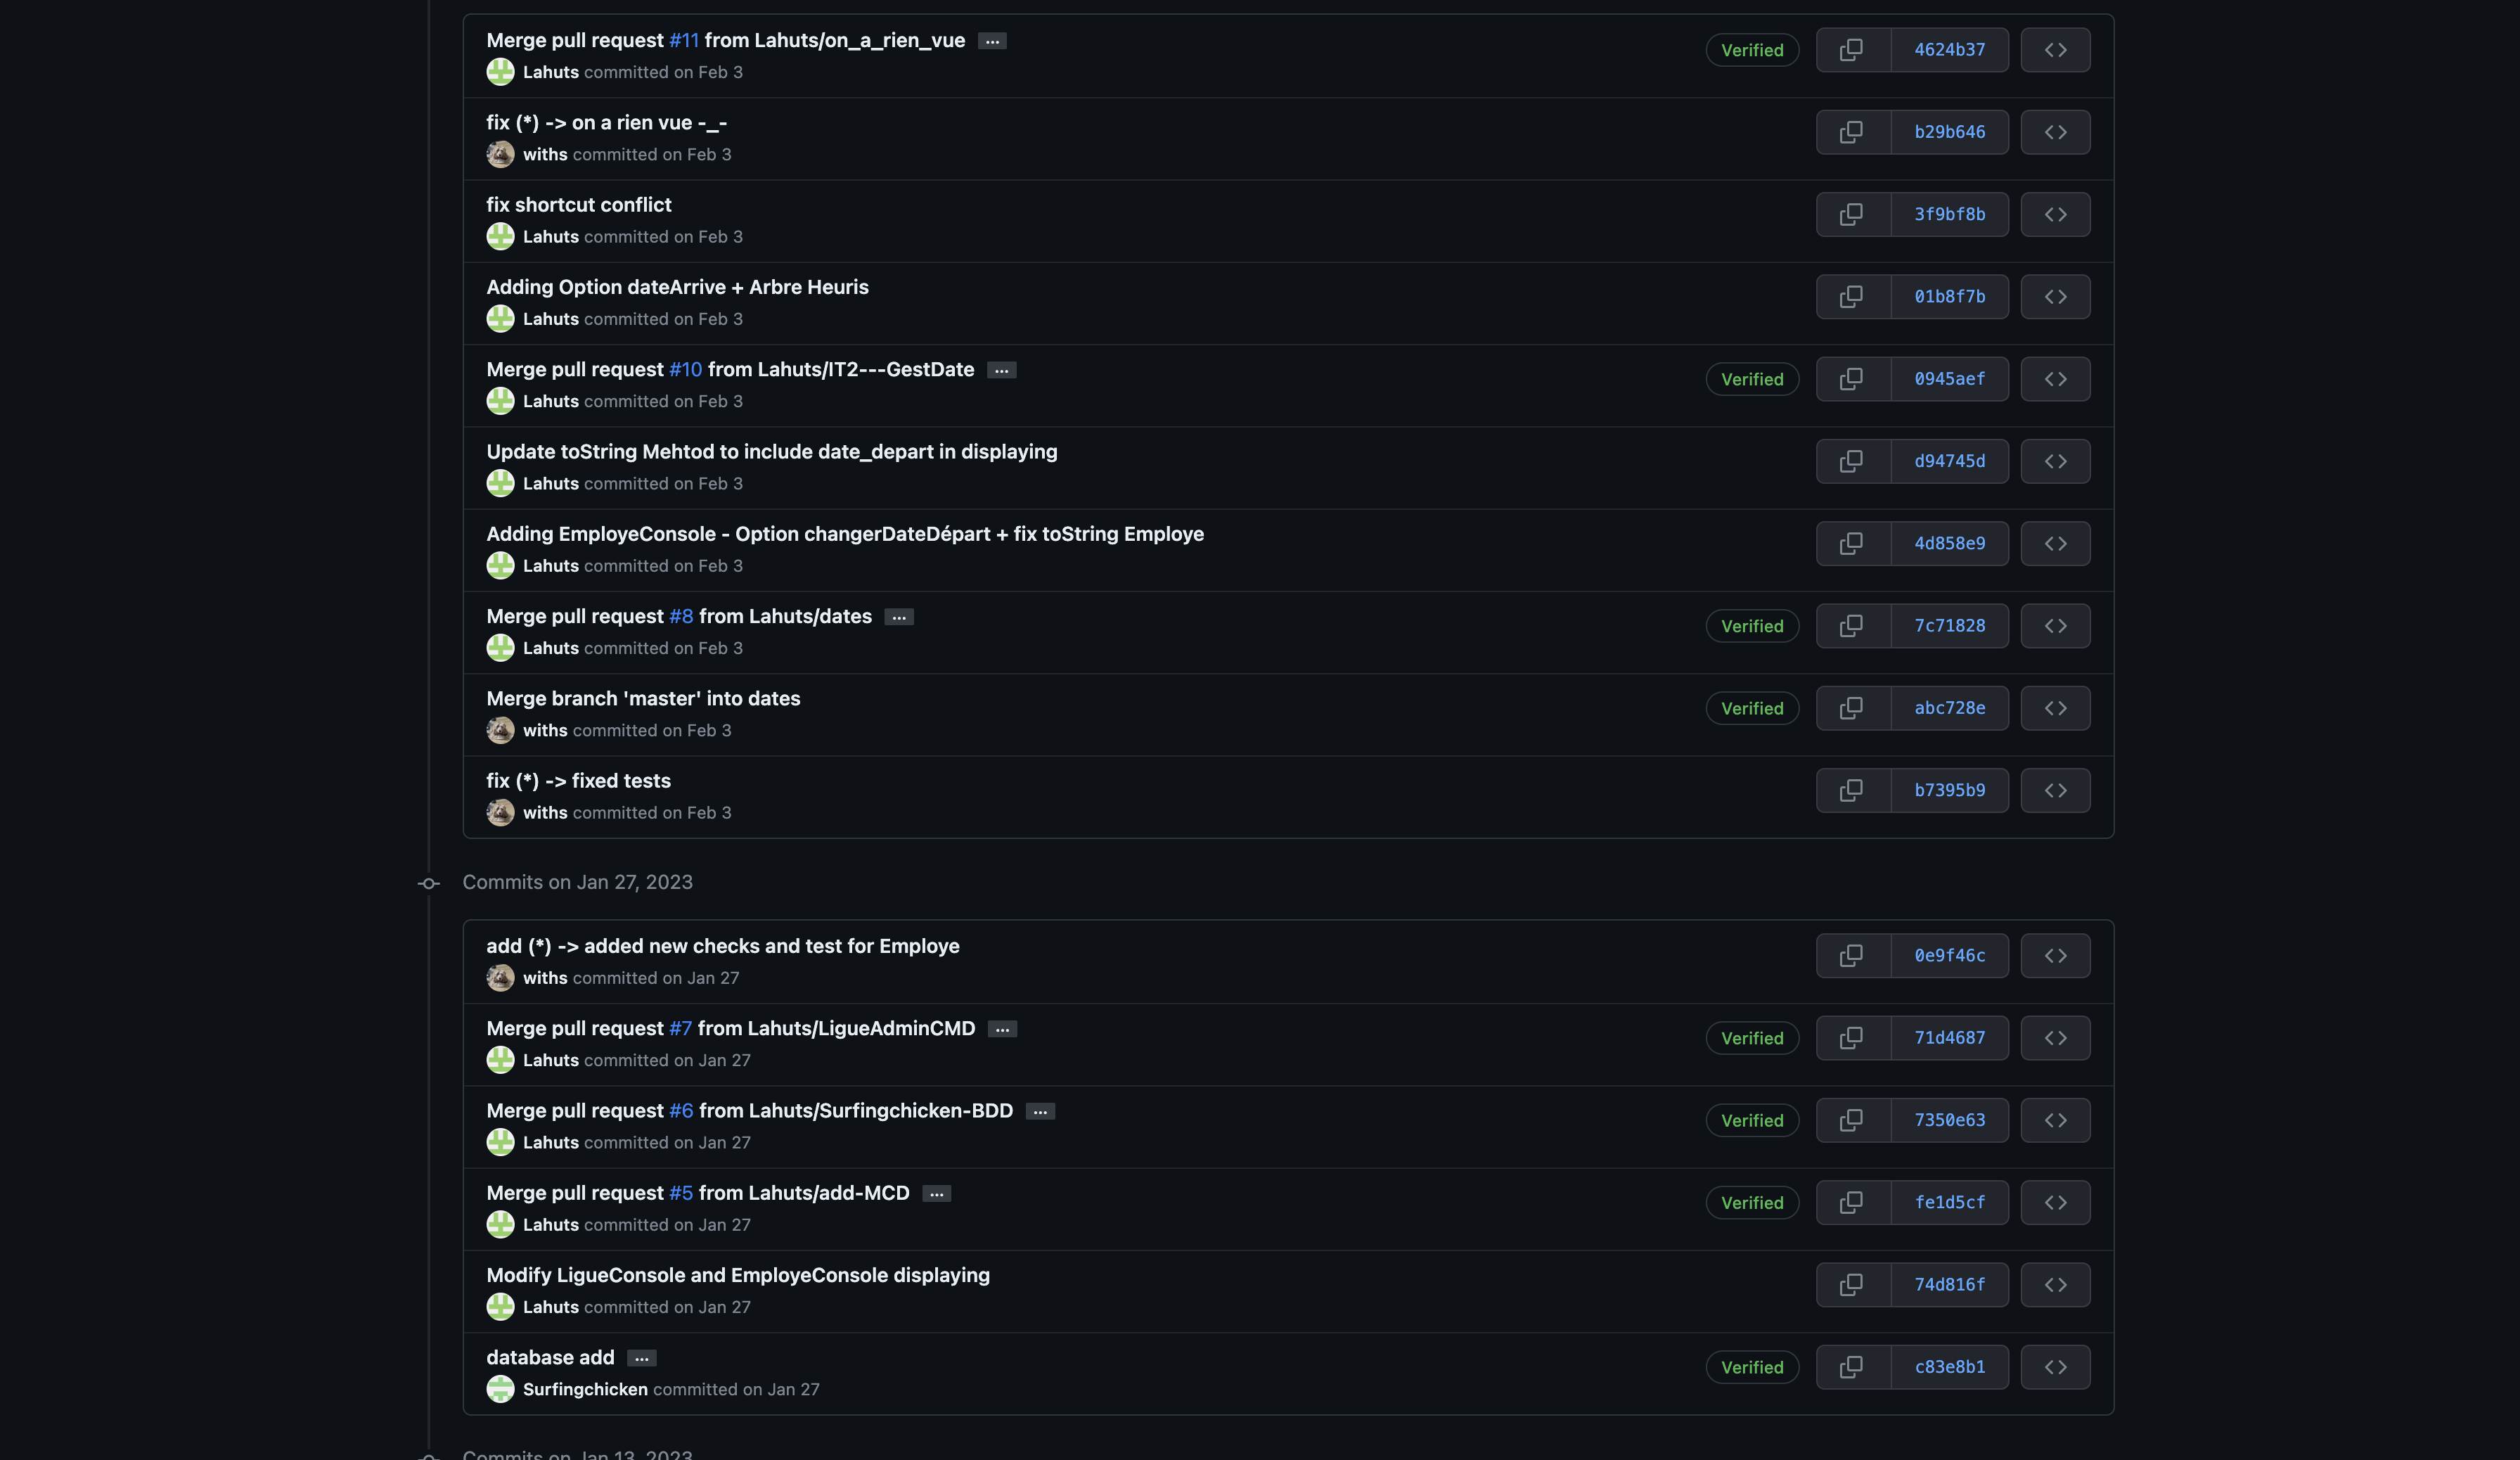 Merge pull request #11 from Lahuts/on_a_rien_vue ...
Lahuts committed on Feb 3
Verified
4624b37
fix (*) -> on a rien vue -_-
withs committed on Feb 3
b29b646
fix shortcut conflict
Lahuts committed on Feb 3
3f9bf8b
Adding Option dateArrive + Arbre Heuris
Lahuts committed on Feb 3
01b8f7b
Merge pull request #10 from Lahuts/IT2---GestDate ...
Lahuts committed on Feb 3
Verified
0945aef
Update toString Mehtod to include date_depart in displaying
Lahuts committed on Feb 3
d94745d
Adding EmployeConsole - Option changerDateDépart + fix toString Employe
Lahuts committed on Feb 3
4d858e9
Merge pull request #8 from Lahuts/dates ...
Lahuts committed on Feb 3
Verified
7c71828
Merge branch 'master' into dates
withs committed on Feb 3
Verified
abc728e
fix (*) -> fixed tests
withs committed on Feb 3
b7395b9
Commits on Jan 27, 2023
add (*) -> added new checks and test for Employe
withs committed on Jan 27
0e9f46c
Merge pull request #7 from Lahuts/LigueAdminCMD ...
Lahuts committed on Jan 27
Verified
71d4687
Merge pull request #6 from Lahuts/Surfingchicken-BDD ...
Lahuts committed on Jan 27
Verified
7350e63
Merge pull request #5 from Lahuts/add-MCD ...
Lahuts committed on Jan 27
Verified
fe1d5cf
Modify LigueConsole and EmployeConsole displaying
Lahuts committed on Jan 27
74d816f
database add ...
Surfingchicken committed on Jan 27
Verified
c83e8b1
Commits on Jan 13, 2023